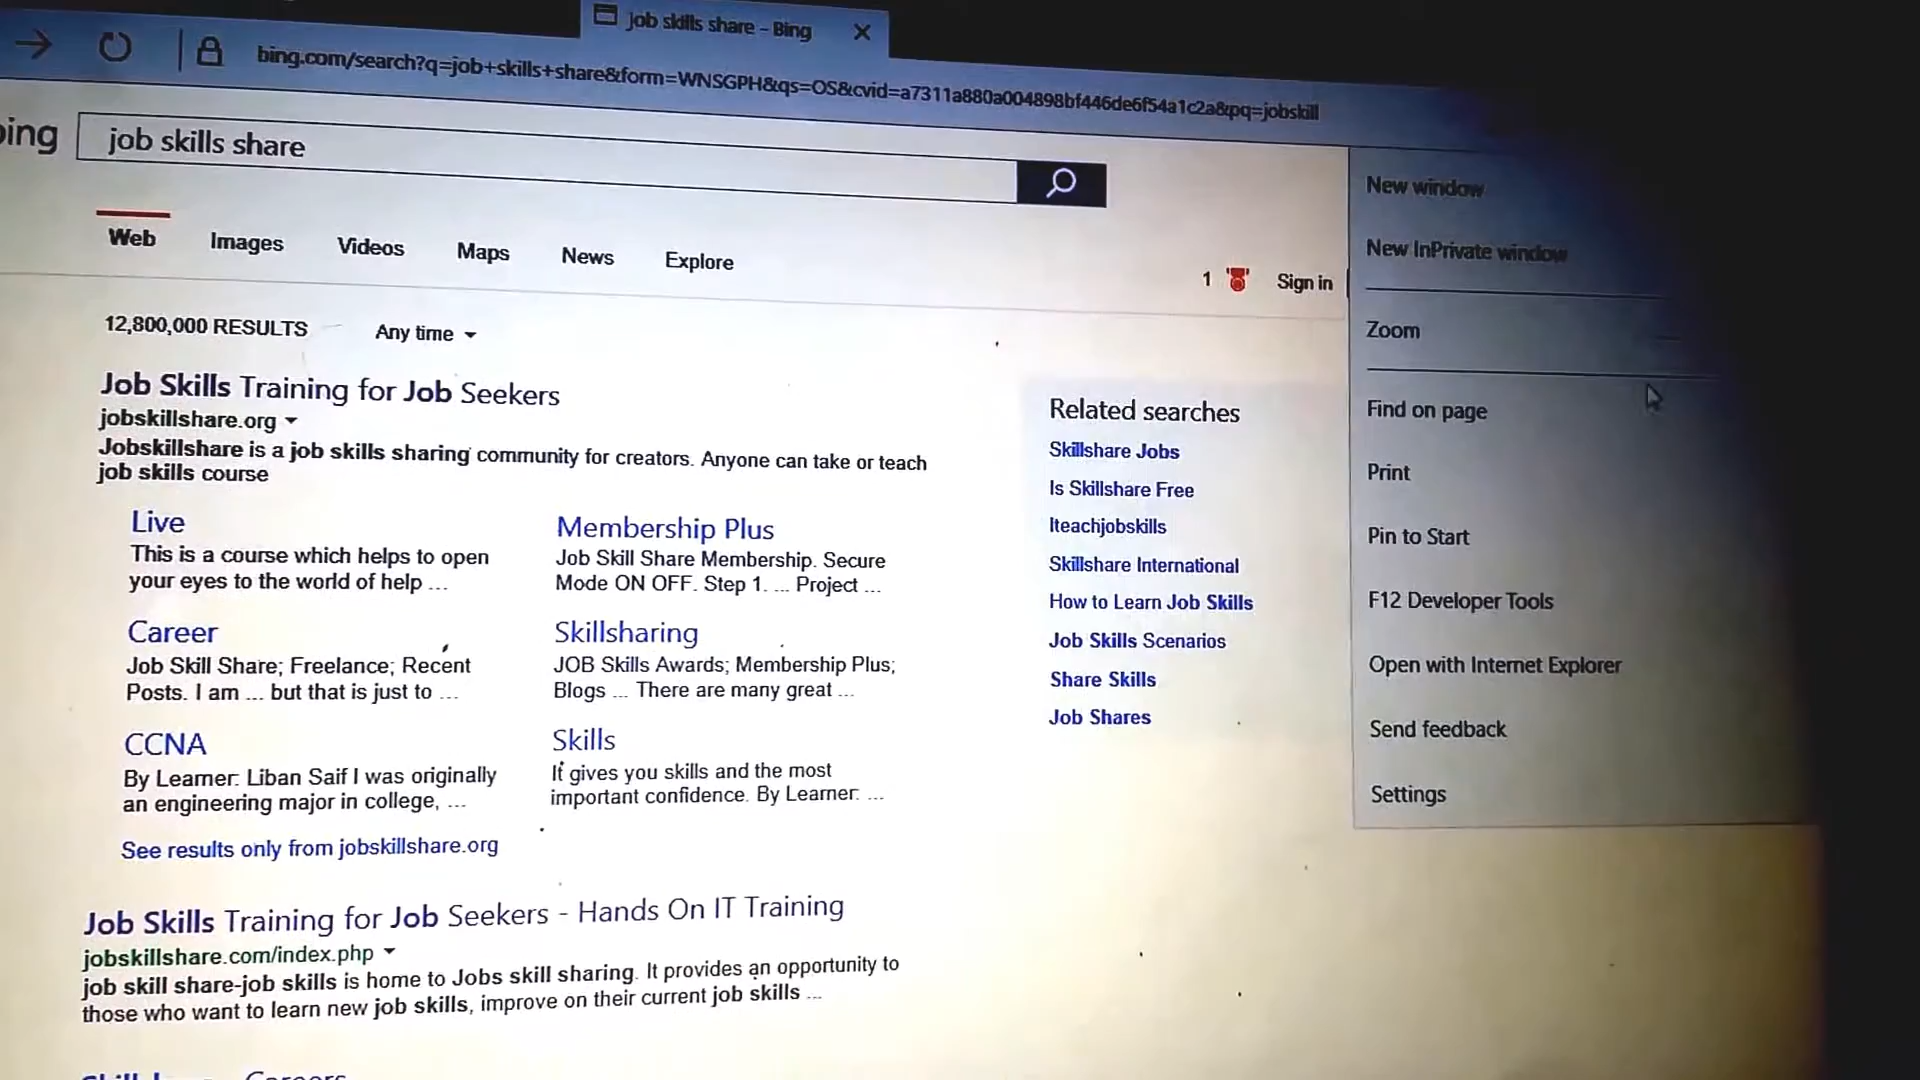 job skills share - Bing
bing.com/search?q=job+skills+share&form=WNSGPH&qs=OS&cvid=a7311a880a004898bf446de6f54a1c2a&pq=jobskill
bing
job skills share
Web Images Videos Maps News Explore
1 Sign in
12,800,000 RESULTS Any time
Job Skills Training for Job Seekers
jobskillshare.org
Jobskillshare is a job skills sharing community for creators. Anyone can take or teach
job skills course
Live
This is a course which helps to open
your eyes to the world of help ...
Membership Plus
Job Skill Share Membership. Secure
Mode ON OFF. Step 1. ... Project ...
Career
Job Skill Share; Freelance; Recent
Posts. I am ... but that is just to ...
Skillsharing
JOB Skills Awards; Membership Plus;
Blogs ... There are many great ...
CCNA
By Learner: Liban Saif I was originally
an engineering major in college, ...
Skills
It gives you skills and the most
important confidence. By Learner: ...
See results only from jobskillshare.org
Job Skills Training for Job Seekers - Hands On IT Training
jobskillshare.com/index.php
job skill share-job skills is home to Jobs skill sharing. It provides an opportunity to
those who want to learn new job skills, improve on their current job skills ...
Related searches
Skillshare Jobs
Is Skillshare Free
Iteachjobskills
Skillshare International
How to Learn Job Skills
Job Skills Scenarios
Share Skills
Job Shares
New window
New InPrivate window
Zoom
Find on page
Print
Pin to Start
F12 Developer Tools
Open with Internet Explorer
Send feedback
Settings